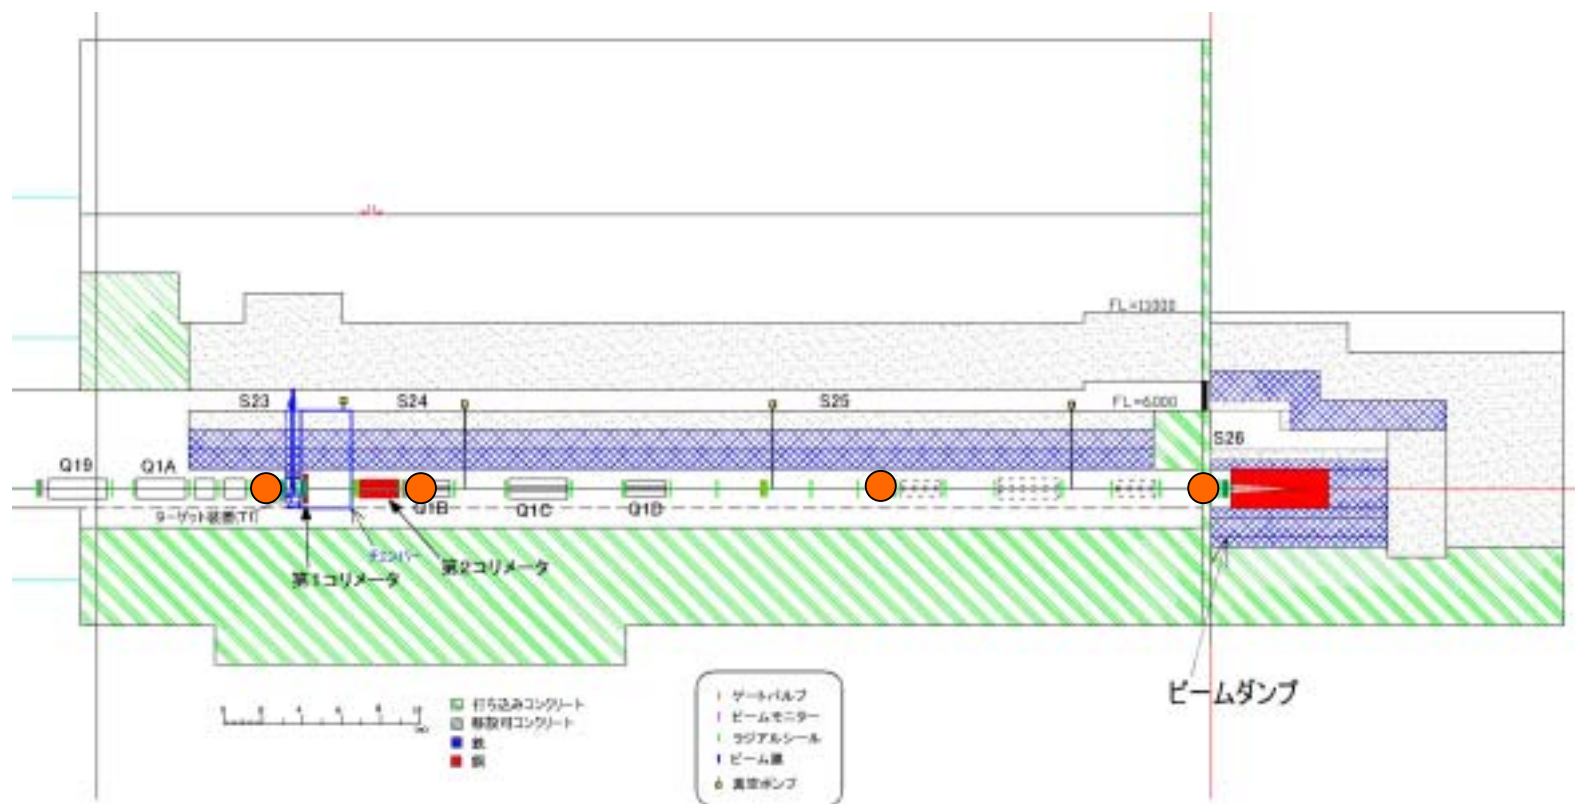 FL=11000
S23
S24
S25
FL=6000
S26
Q19
Q1A
Q1B
Q1C
Q1D
ターゲット装置(T1)
チェンバー
第1コリメータ
第2コリメータ
ビームダンプ
打ち込みコンクリート
移設可コンクリート
鉄
銅
ゲートバルブ
ビームモニター
ラジアルシール
ビーム窓
真空ポンプ